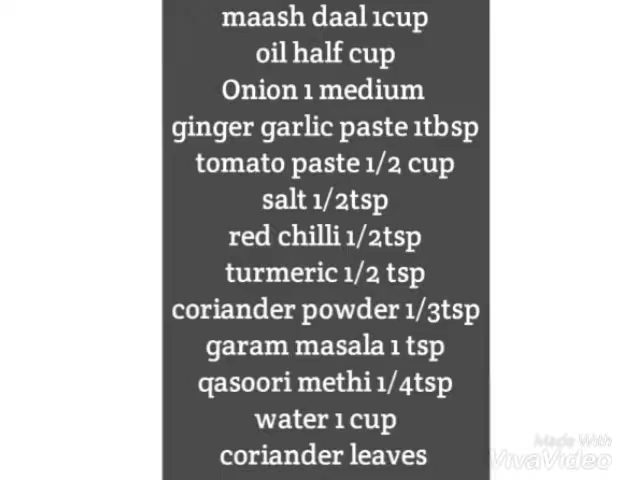 maash daal 1cup
oil half cup
Onion 1 medium
ginger garlic paste 1tbsp
tomato paste 1/2 cup
salt 1/2tsp
red chilli 1/2tsp
turmeric 1/2 tsp
coriander powder 1/3tsp
garam masala 1 tsp
qasoori methi 1/4tsp
water 1 cup
coriander leaves
Made With
VivaVideo